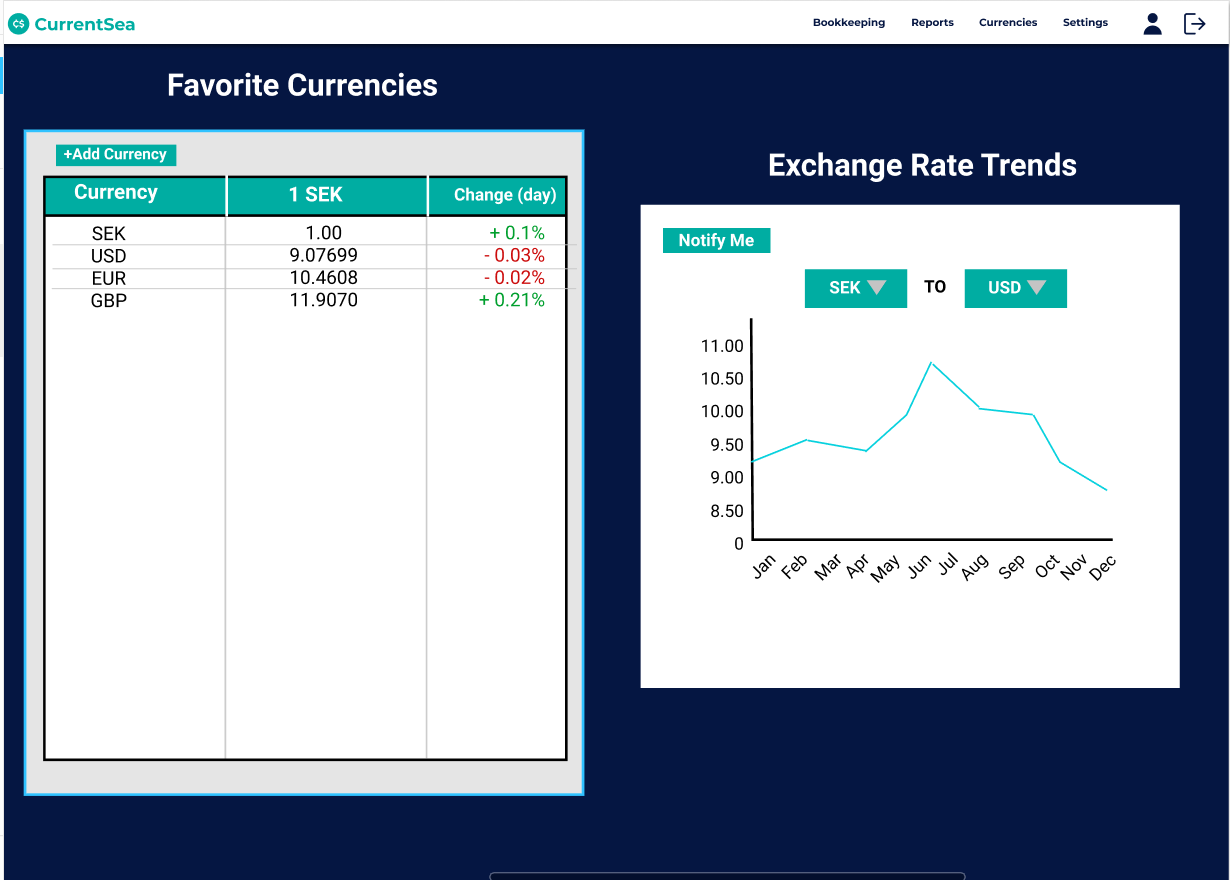 C$ CurrentSea
Bookkeeping Reports Currencies Settings
Favorite Currencies
+Add Currency
Currency 1 SEK Change (day)
SEK 1.00 + 0.1%
USD 9.07699 - 0.03%
EUR 10.4608 - 0.02%
GBP 11.9070 + 0.21%
Exchange Rate Trends
Notify Me
SEK TO USD
11.00
10.50
10.00
9.50
9.00
8.50
0
Jan Feb Mar Apr May Jun Jul Aug Sep Oct Nov Dec